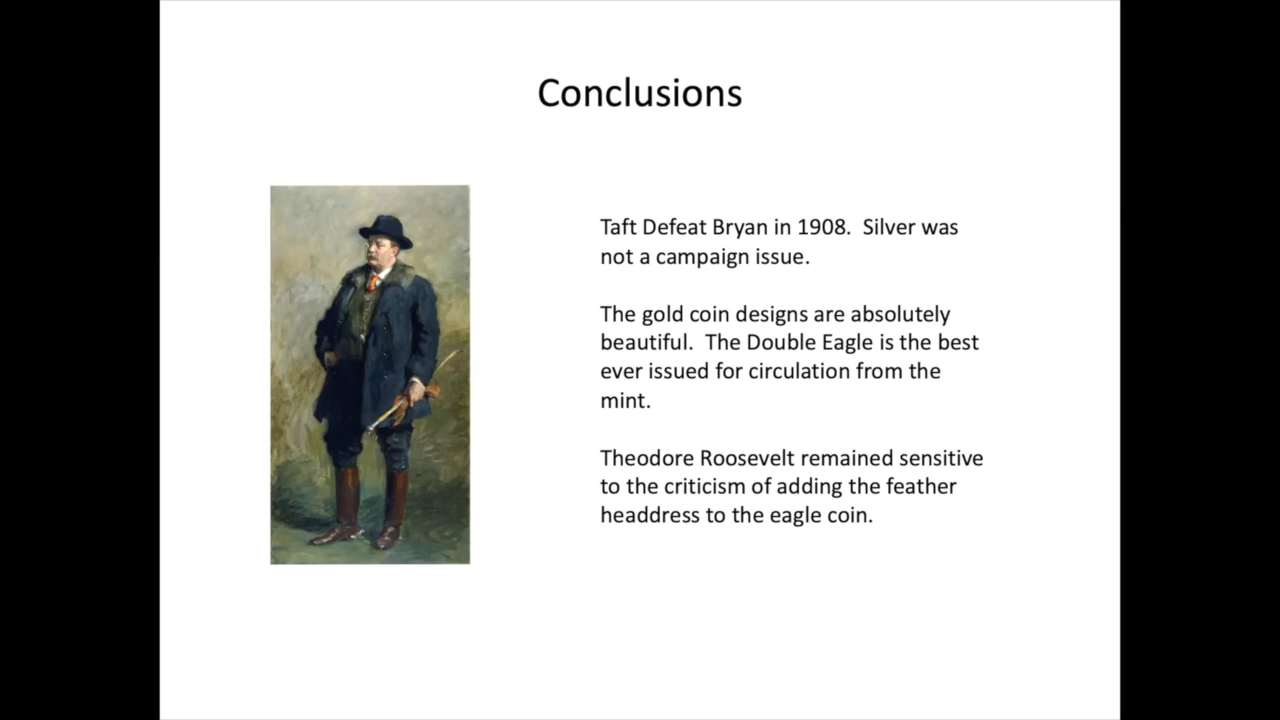 Conclusions
Taft Defeat Bryan in 1908.  Silver was
not a campaign issue.
The gold coin designs are absolutely
beautiful.  The Double Eagle is the best
ever issued for circulation from the
mint.
Theodore Roosevelt remained sensitive
to the criticism of adding the feather
headdress to the eagle coin.